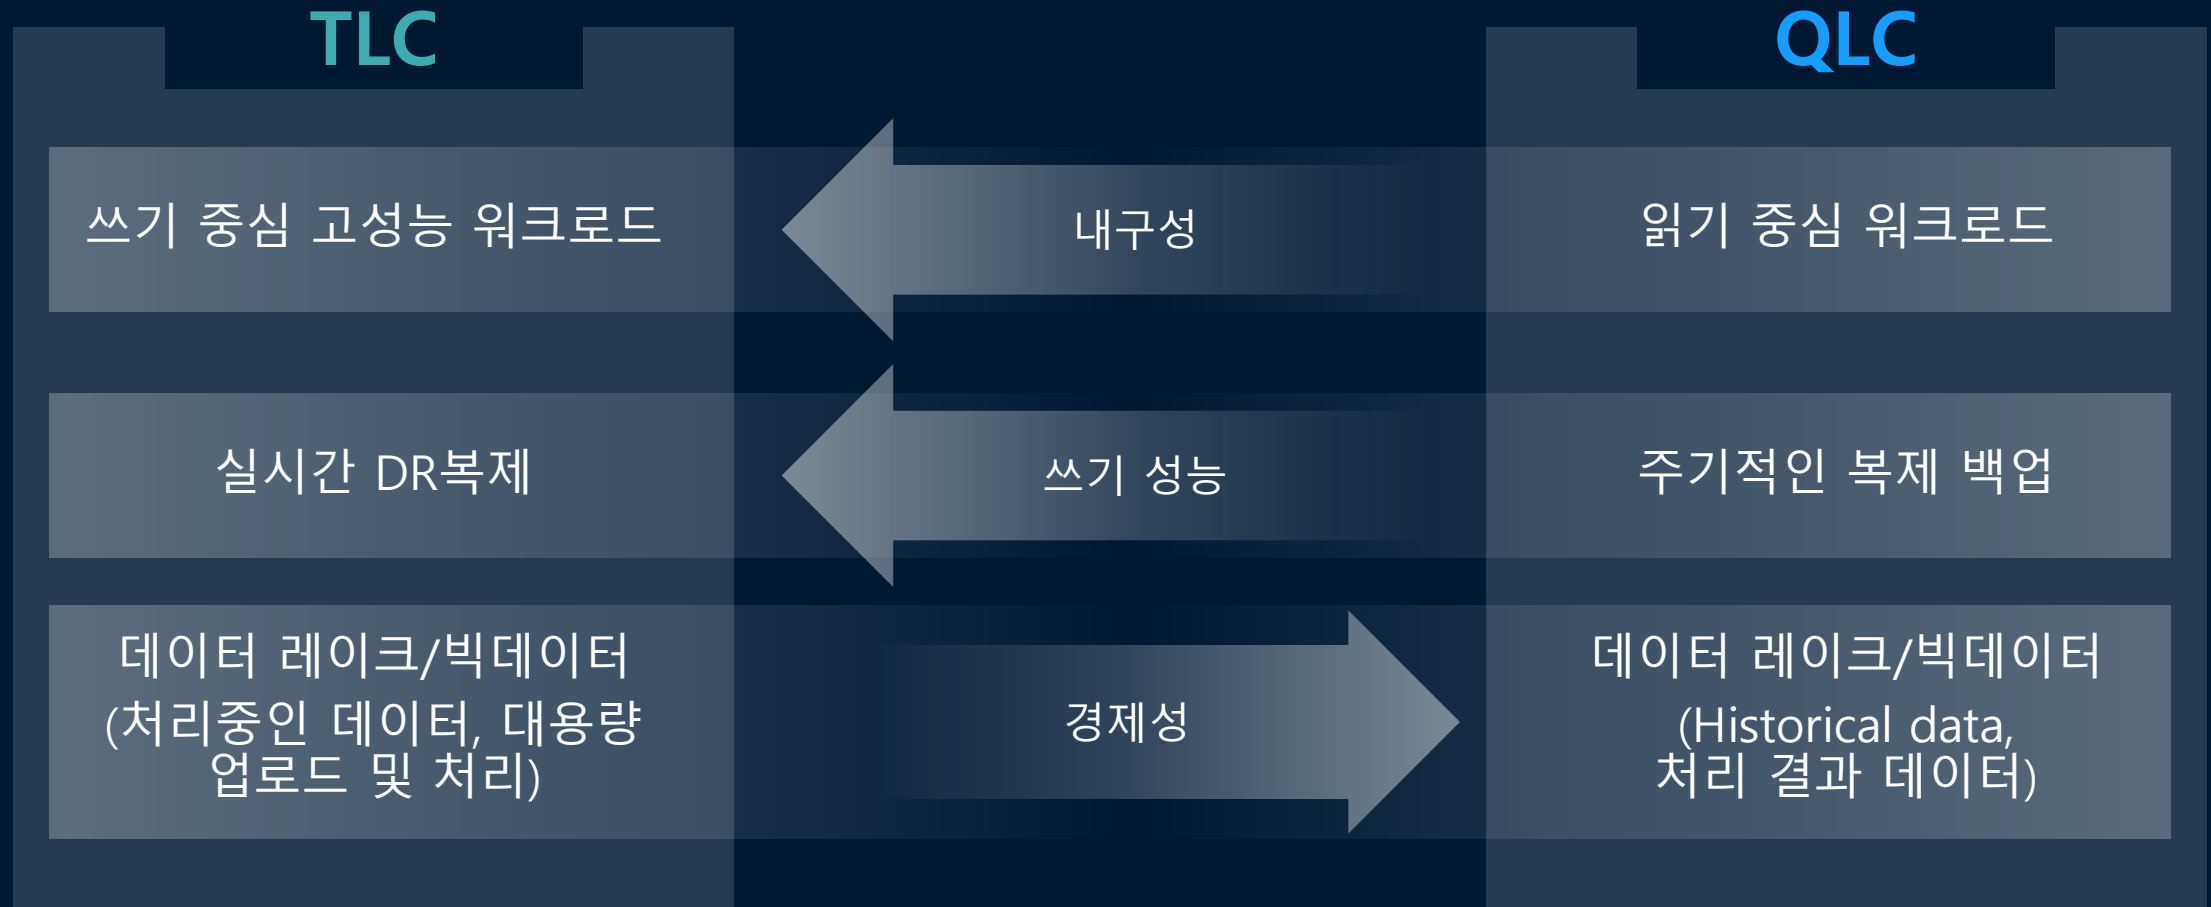 TLC
QLC
쓰기 중심 고성능 워크로드
내구성
읽기 중심 워크로드
실시간 DR복제
쓰기 성능
주기적인 복제 백업
데이터 레이크/빅데이터
(처리중인 데이터, 대용량
업로드 및 처리)
경제성
데이터 레이크/빅데이터
(Historical data,
처리 결과 데이터)